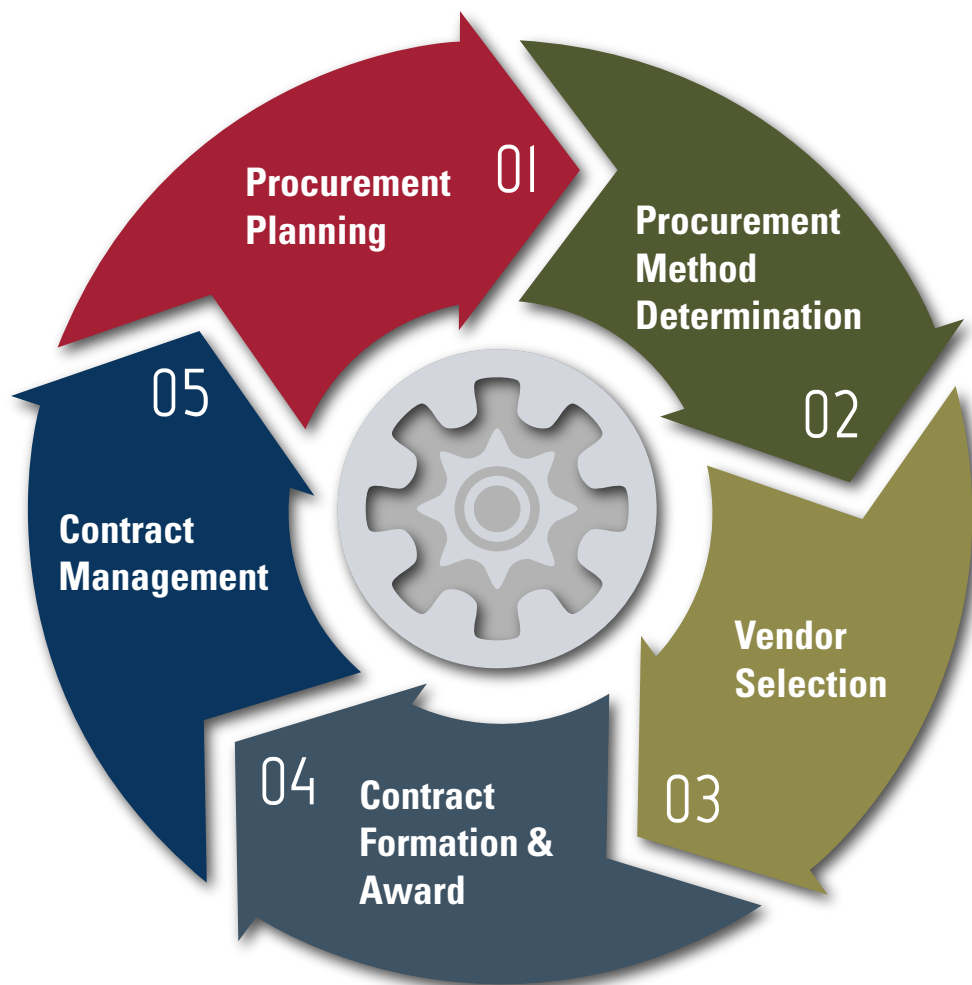 01
Procurement
Planning
Procurement
Method
Determination
02
Vendor
Selection
03
04
Contract
Formation &
Award
05
Contract
Management